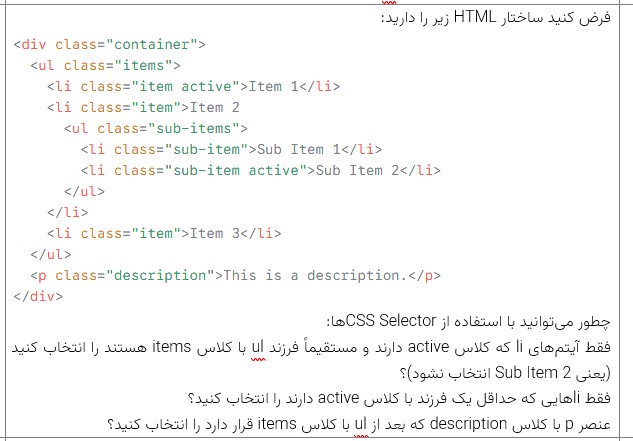 فرض کنید ساختار HTML زیر را دارید:
<div class="container">
<ul class="items">
<li class="item active">Item 1</li>
<li class="item">Item 2
<ul class="sub-items">
<li class="sub-item">Sub Item 1</li>
<li class="sub-item active">Sub Item 2</li>
</ul>
</li>
<li class="item">Item 3</li>
</ul>
<p class="description">This is a description.</p>
</div>
چطور می‌توانید با استفاده از CSS Selectorها:
فقط آیتم‌های li که کلاس active دارند و مستقیماً فرزند ul با کلاس items هستند را انتخاب کنید
(یعنی Sub Item 2 انتخاب نشود)؟
فقط liهایی که حداقل یک فرزند با کلاس active دارند را انتخاب کنید؟
عنصر p با کلاس description که بعد از ul با کلاس items قرار دارد را انتخاب کنید؟